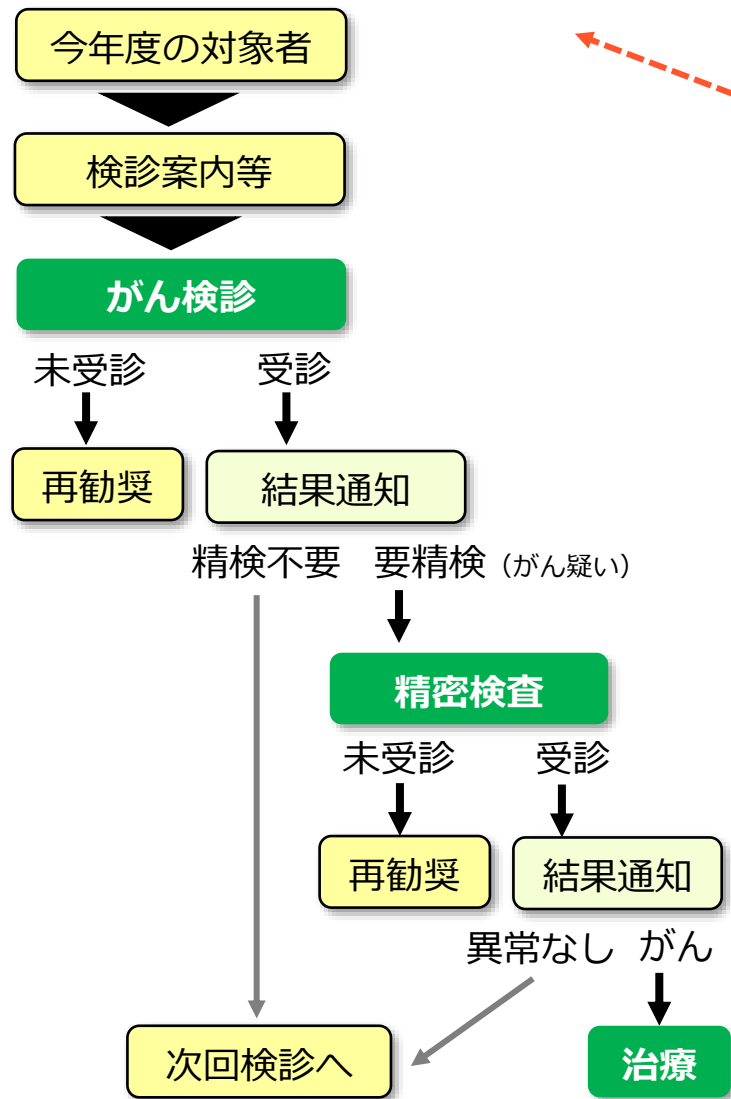 今年度の対象者
検診案内等
がん検診
未受診 受診
再勧奨 結果通知
精検不要 要精検（がん疑い）
精密検査
未受診 受診
再勧奨 結果通知
異常なし がん
次回検診へ 治療